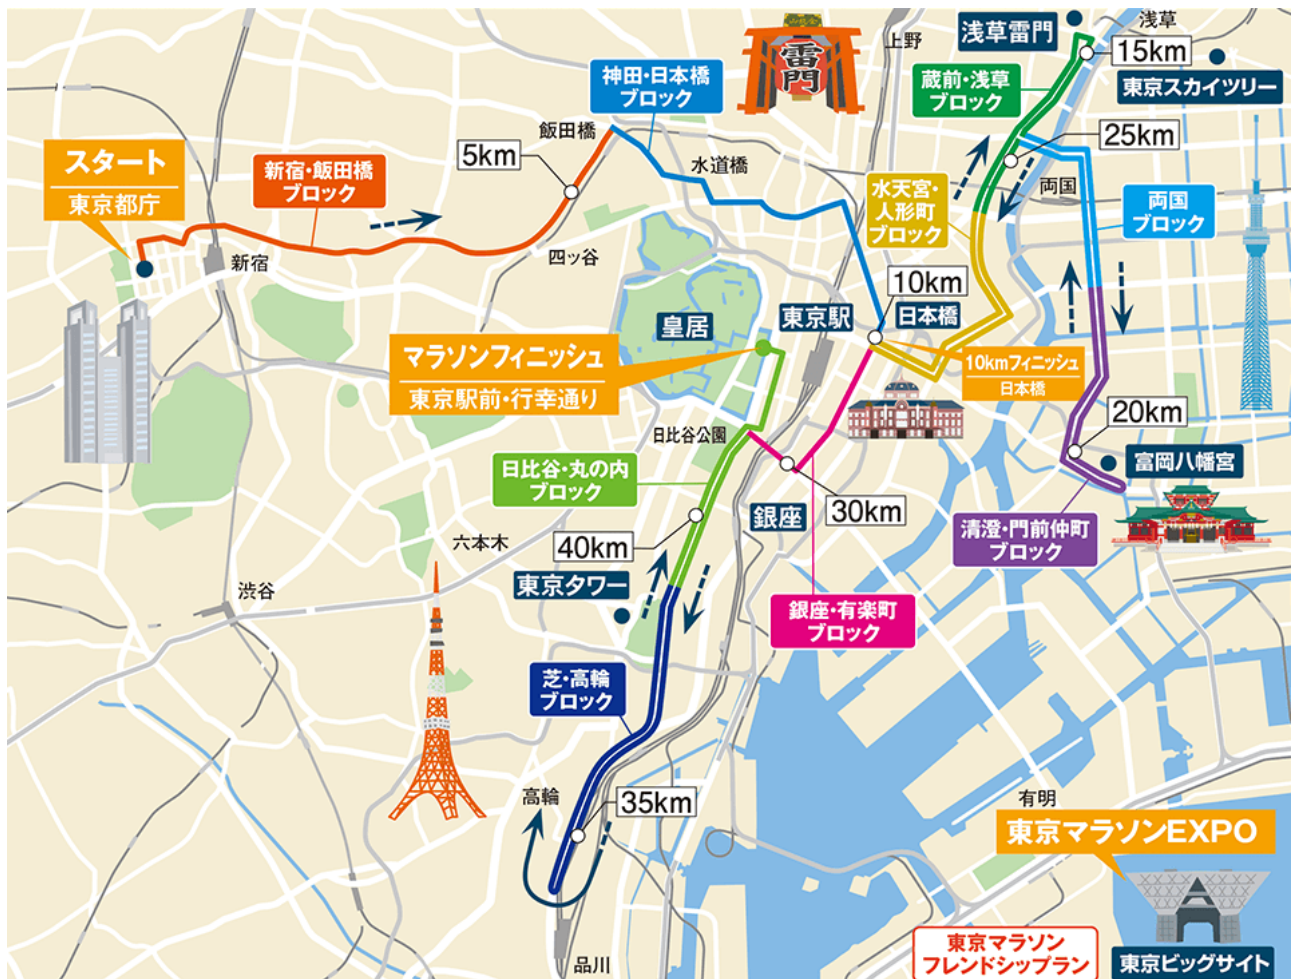 浅草
上野
浅草雷門
15km
東京スカイツリー
雷門
神田・日本橋
ブロック
蔵前・浅草
ブロック
飯田橋
25km
5km
水道橋
スタート
東京都庁
新宿・飯田橋
ブロック
水天宮・
人形町
ブロック
両国
両国
ブロック
新宿
四ッ谷
10km
皇居
東京駅
日本橋
マラソンフィニッシュ
東京駅前・行幸通り
10kmフィニッシュ
日本橋
20km
日比谷公園
富岡八幡宮
日比谷・丸の内
ブロック
銀座
30km
清澄・門前仲町
ブロック
六本木
40km
東京タワー
渋谷
銀座・有楽町
ブロック
芝・高輪
ブロック
高輪
35km
有明
東京マラソンEXPO
品川
東京マラソン
フレンドシップラン
東京ビッグサイト